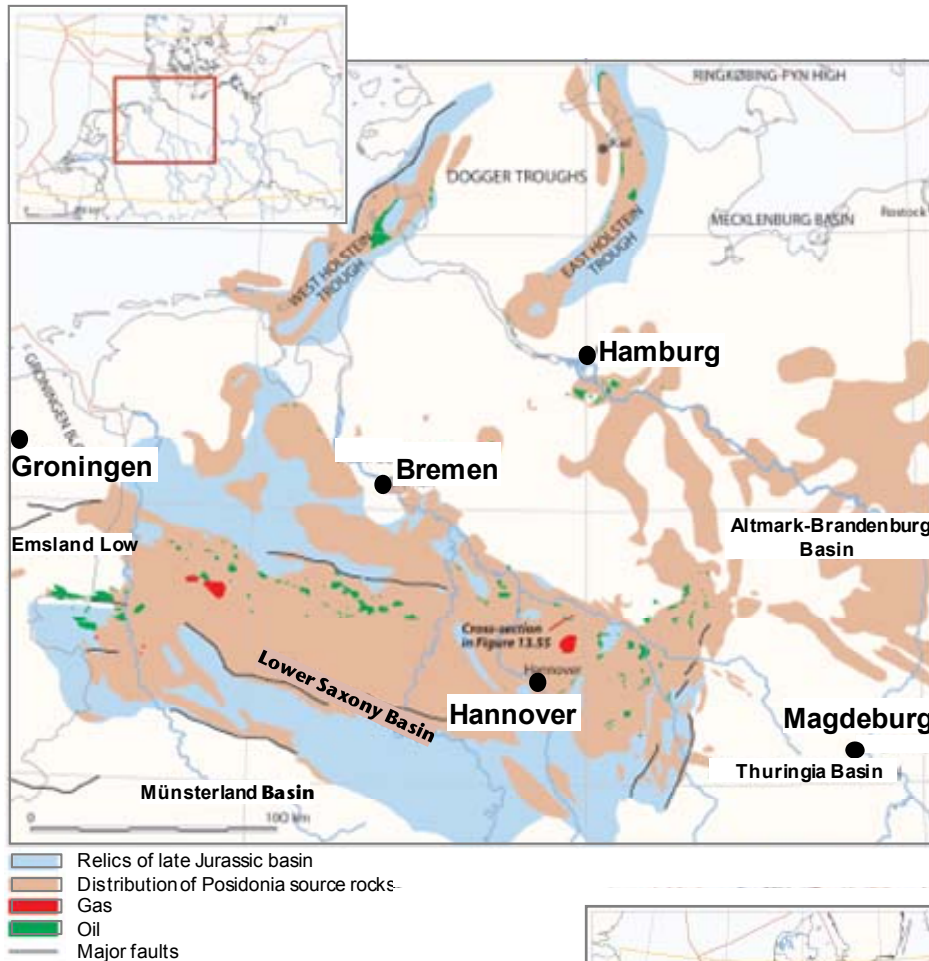 RINGKØBING-FYN HIGH
Kiel
DOGGER TROUGHS
MECKLENBURG BASIN
Rostock
WEST HOLSTEIN
TROUGH
EAST HOLSTEIN
TROUGH
Hamburg
GRONINGEN
Groningen
Bremen
Altmark-Brandenburg
Basin
Emsland Low
Cross-section
in Figure 13.55
Hannover
Lower Saxony Basin
Hannover
Magdeburg
Thuringia Basin
Münsterland Basin
0 100 km
Relics of late Jurassic basin
Distribution of Posidonia source rocks
Gas
Oil
Major faults